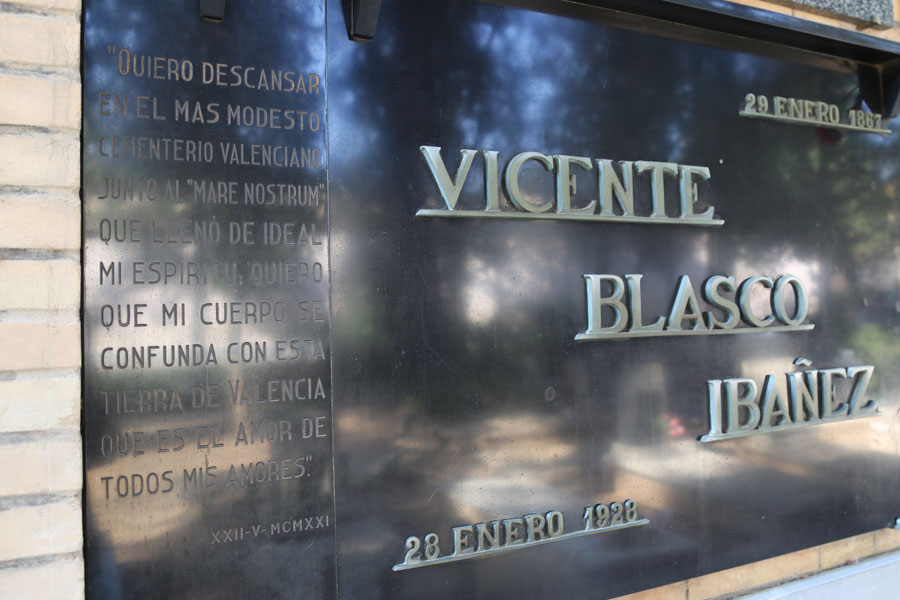 "QUIERO DESCANSAR
EN EL MAS MODESTO
CEMENTERIO VALENCIANO
JUNTO AL "MARE NOSTRUM"
QUE LLENÓ DE IDEAL
MI ESPIRITU, QUIERO
QUE MI CUERPO SE
CONFUNDA CON ESTA
TIERRA DE VALENCIA
QUE ES EL AMOR DE
TODOS MIS AMORES".
XXII-V-MCMXXI
29 ENERO 1867
VICENTE
BLASCO
IBAÑEZ
28 ENERO 1928